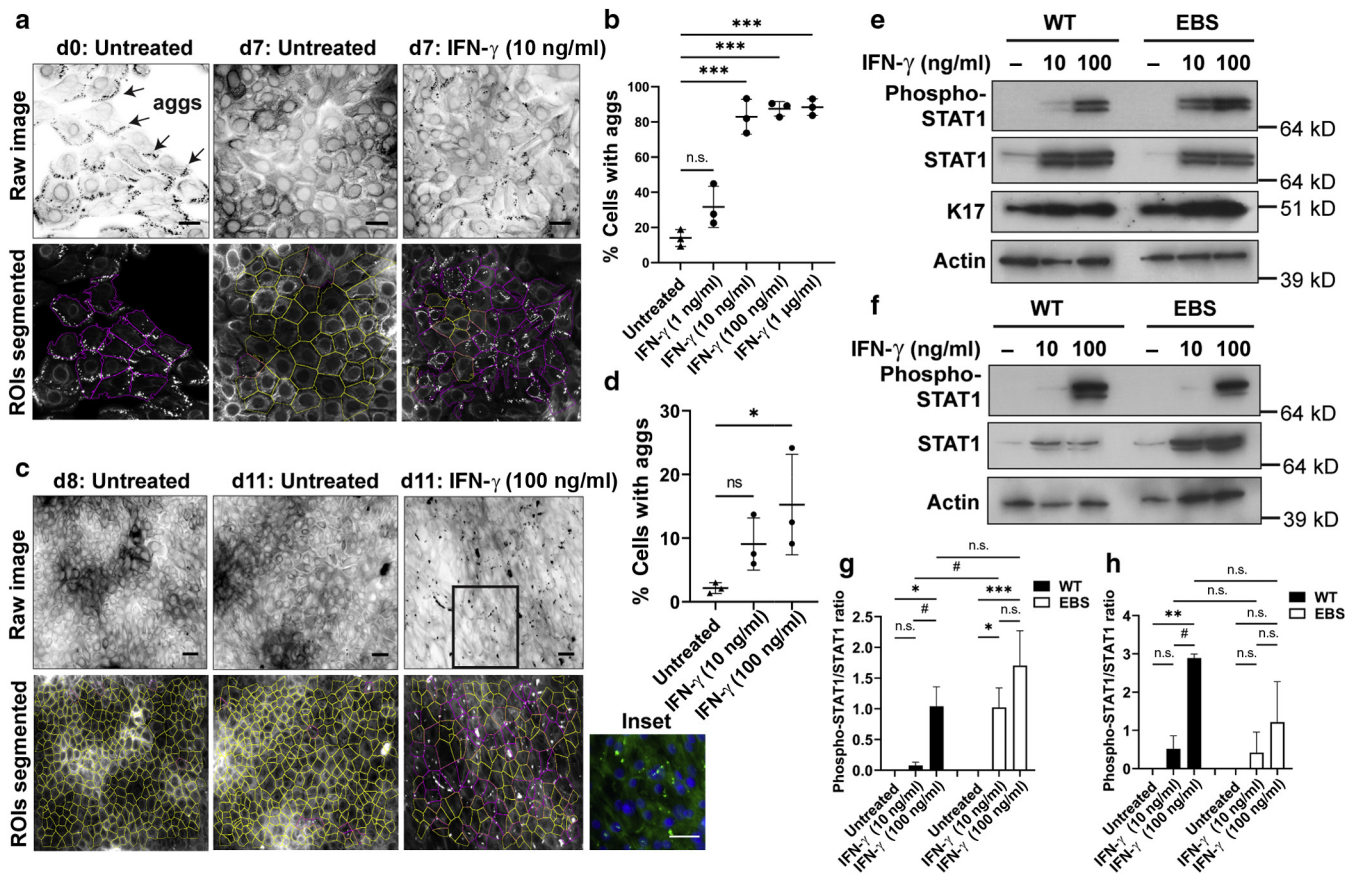 a
d0: Untreated
d7: Untreated
d7: IFN-γ (10 ng/ml)
Raw image
aggs
ROIs segmented
b
***
***
***
n.s.
% Cells with aggs
100
80
60
40
20
0
Untreated
IFN-γ (1 ng/ml)
IFN-γ (10 ng/ml)
IFN-γ (100 ng/ml)
IFN-γ (1 µg/ml)
c
d8: Untreated
d11: Untreated
d11: IFN-γ (100 ng/ml)
Raw image
ROIs segmented
Inset
d
*
ns
% Cells with aggs
30
20
10
0
Untreated
IFN-γ (10 ng/ml)
IFN-γ (100 ng/ml)
e
WT
EBS
IFN-γ (ng/ml)
– 10 100
– 10 100
Phospho-
STAT1
64 kD
STAT1
64 kD
K17
51 kD
Actin
39 kD
f
WT
EBS
IFN-γ (ng/ml)
– 10 100
– 10 100
Phospho-
STAT1
64 kD
STAT1
64 kD
Actin
39 kD
g
n.s.
#
*
***
#
n.s.
n.s.
*
WT
EBS
Phospho-STAT1/STAT1 ratio
2.5
2.0
1.5
1.0
0.5
0.0
Untreated
IFN-γ (10 ng/ml)
IFN-γ (100 ng/ml)
Untreated
IFN-γ (10 ng/ml)
IFN-γ (100 ng/ml)
h
n.s.
n.s.
**
n.s.
#
n.s.
n.s.
n.s.
WT
EBS
Phospho-STAT1/STAT1 ratio
4
3
2
1
0
Untreated
IFN-γ (10 ng/ml)
IFN-γ (100 ng/ml)
Untreated
IFN-γ (10 ng/ml)
IFN-γ (100 ng/ml)